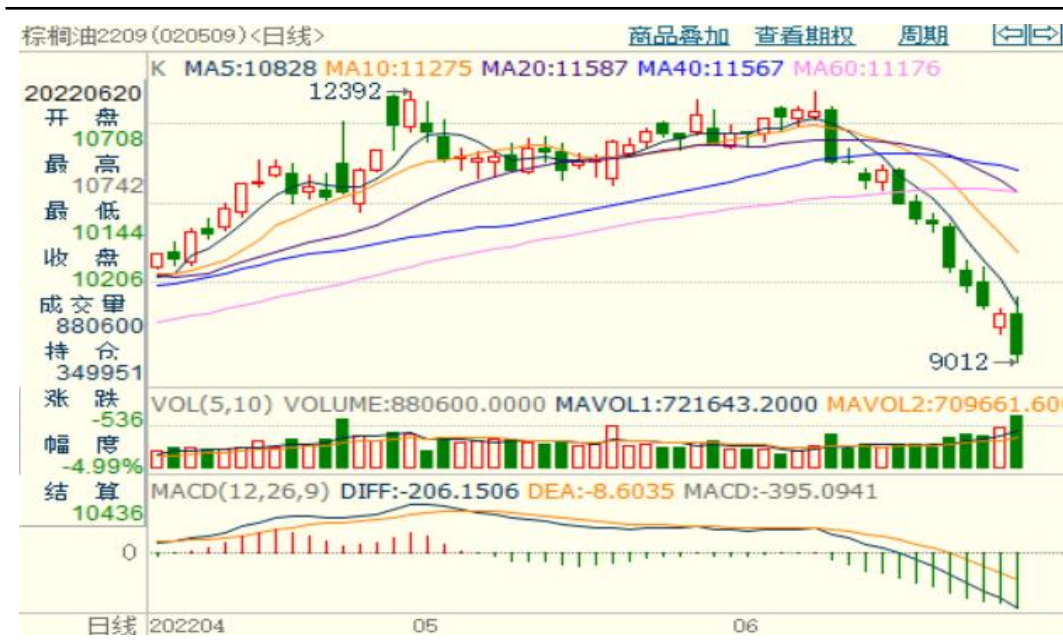 棕榈油2209(020509)<日线>
商品叠加 查看期权 周期
K MA5:10828 MA10:11275 MA20:11587 MA40:11567 MA60:11176
20220620
开 盘
10708
最 高
10742
最 低
10144
收 盘
10206
成交量
880600
持 仓
349951
涨 跌
-536
幅 度
-4.99%
结 算
10436
12392
9012
VOL(5,10) VOLUME:880600.0000 MAVOL1:721643.2000 MAVOL2:709661.600
MACD(12,26,9) DIFF:-206.1506 DEA:-8.6035 MACD:-395.0941
0
日线 202204 05 06